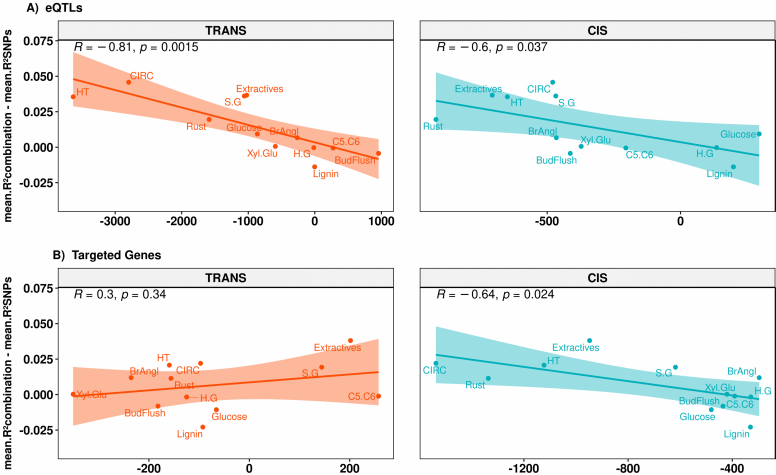 A) eQTLs
TRANS
CIS
mean.R²combination - mean.R²SNPs
0.075
0.050
0.025
0.000
-0.025
R = −0.81, p = 0.0015
HT
CIRC
Extractives
S.G
Rust
Glucose
BrAngl
Xyl.Glu
H.G
C5.C6
BudFlush
Lignin
-3000
-2000
-1000
0
1000
R = −0.6, p = 0.037
Rust
Extractives
HT
CIRC
S.G
BrAngl
BudFlush
Xyl.Glu
C5.C6
H.G
Glucose
Lignin
-500
0
B) Targeted Genes
TRANS
CIS
mean.R²combination - mean.R²SNPs
0.075
0.050
0.025
0.000
-0.025
R = 0.3, p = 0.34
Xyl.Glu
BrAngl
HT
CIRC
Rust
BudFlush
H.G
Glucose
Lignin
Extractives
S.G
C5.C6
-200
0
200
R = −0.64, p = 0.024
CIRC
Rust
HT
Extractives
S.G
BrAngl
Xyl.Glu
H.G
BudFlush
C5.C6
Glucose
Lignin
-1200
-800
-400